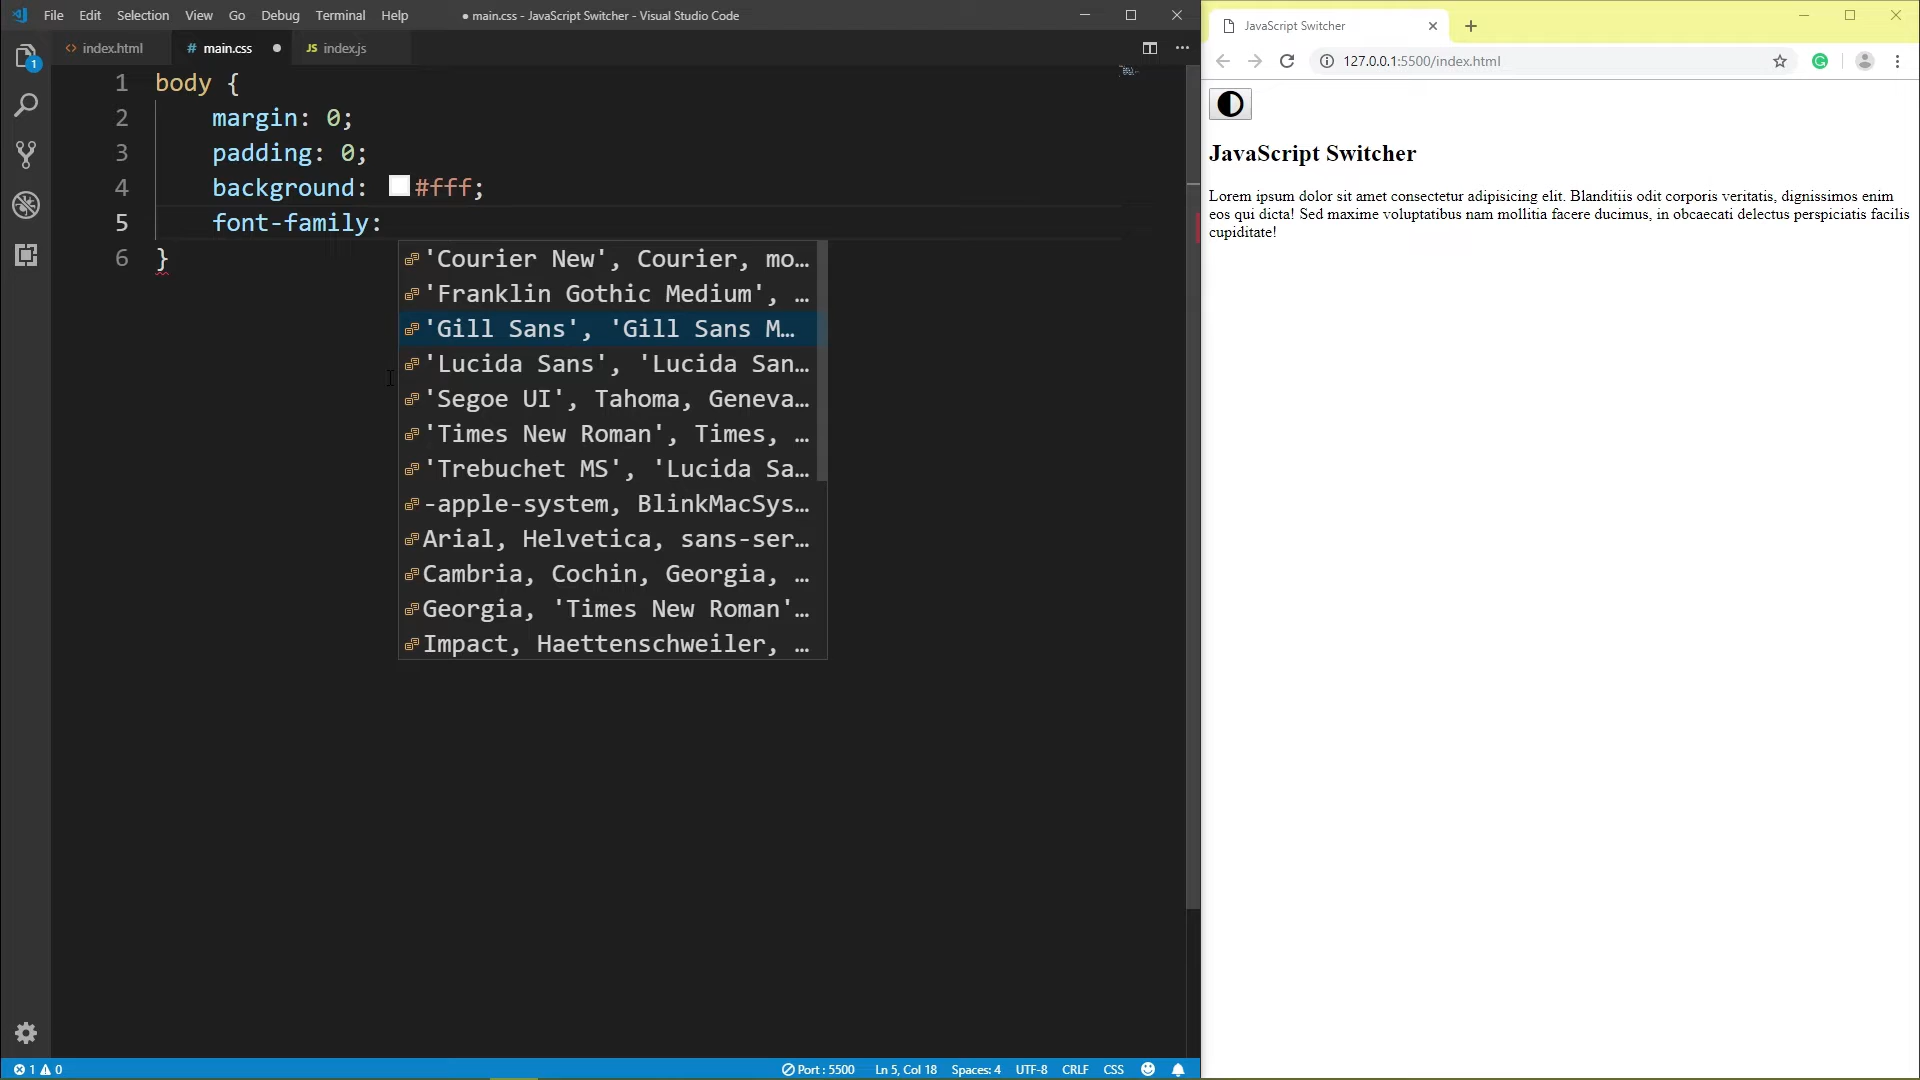 File Edit Selection View Go Debug Terminal Help
● main.css - JavaScript Switcher - Visual Studio Code
<> index.html
# main.css ●
JS index.js
1 body {
2 margin: 0;
3 padding: 0;
4 background: #fff;
5 font-family:
6 }
'Courier New', Courier, mo...
'Franklin Gothic Medium', ...
'Gill Sans', 'Gill Sans M...
'Lucida Sans', 'Lucida San...
'Segoe UI', Tahoma, Geneva...
'Times New Roman', Times, ...
'Trebuchet MS', 'Lucida Sa...
-apple-system, BlinkMacSys...
Arial, Helvetica, sans-ser...
Cambria, Cochin, Georgia, ...
Georgia, 'Times New Roman'...
Impact, Haettenschweiler, ...
1
1 0
Port : 5500 Ln 5, Col 18 Spaces: 4 UTF-8 CRLF CSS
JavaScript Switcher
127.0.0.1:5500/index.html
JavaScript Switcher
Lorem ipsum dolor sit amet consectetur adipisicing elit. Blanditiis odit corporis veritatis, dignissimos enim
eos qui dicta! Sed maxime voluptatibus nam mollitia facere ducimus, in obcaecati delectus perspiciatis facilis
cupiditate!